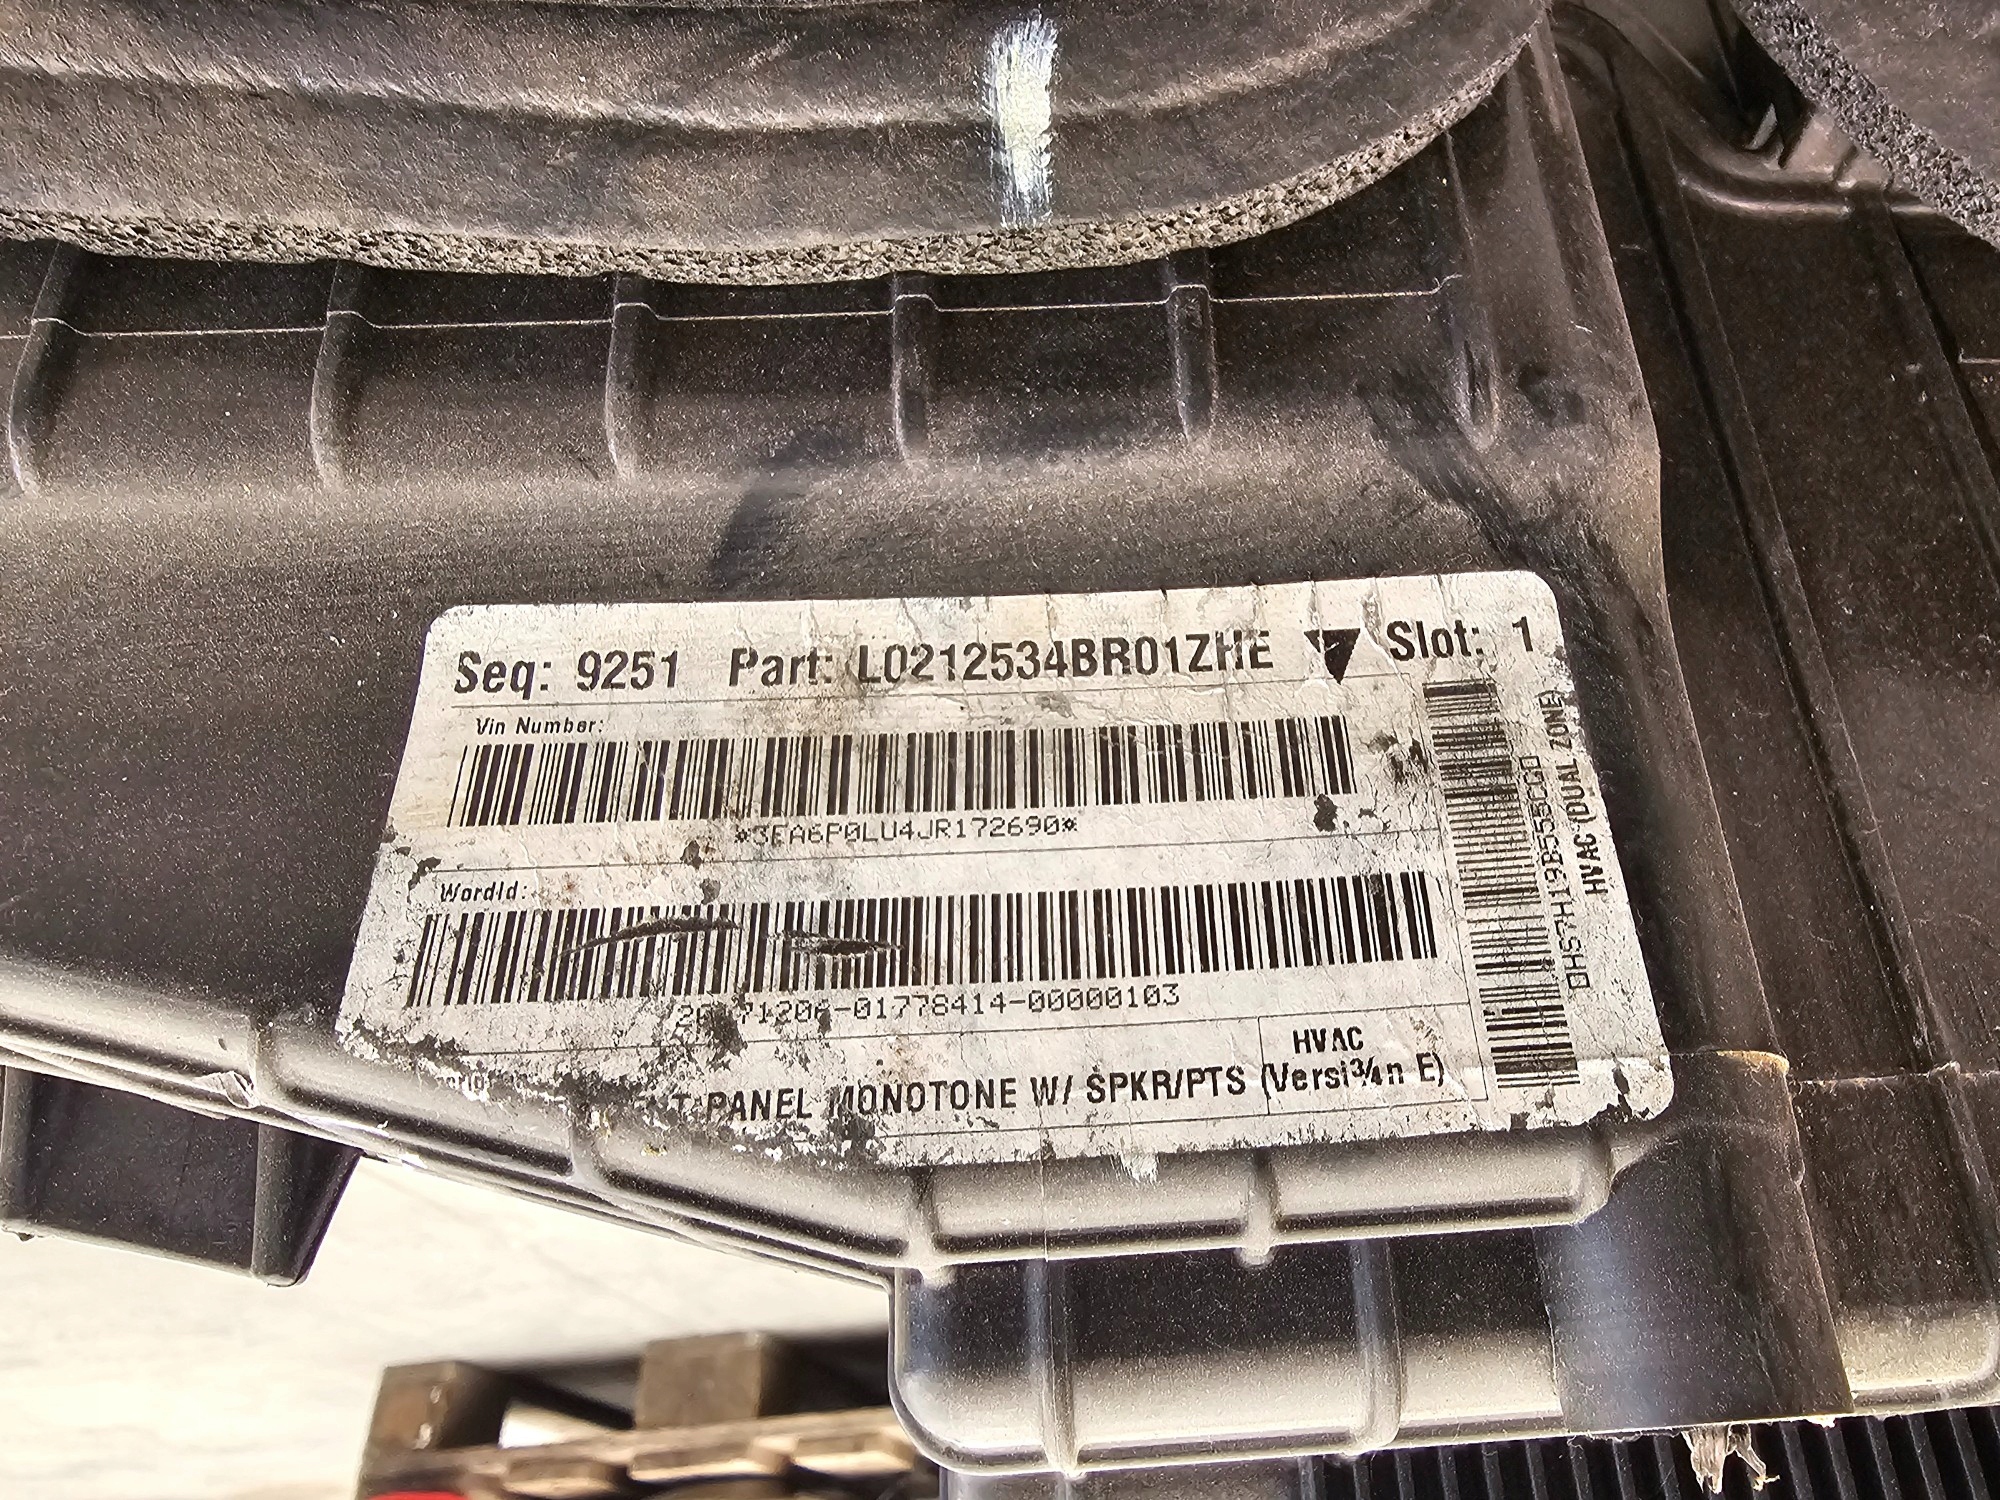 Seq: 9251 Part: L0212534BR01ZHE Slot: 1
Vin Number:
*3FA6P0LU4JR172690*
WordId:
-01778414-00000103
PANEL MONOTONE W/ SPKR/PTS
HVAC
(Versi¾n E)
HVAC (DUAL ZONE)